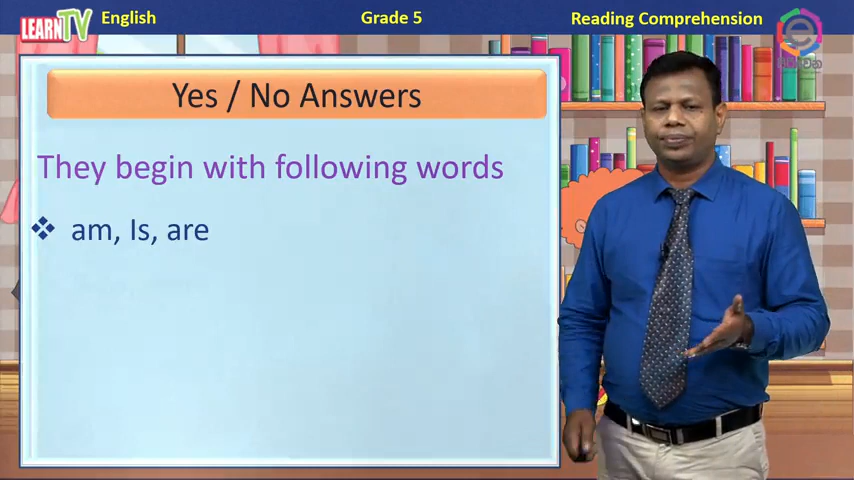 LEARN TV
English
Grade 5
Reading Comprehension
Yes / No Answers
They begin with following words
❖ am, Is, are